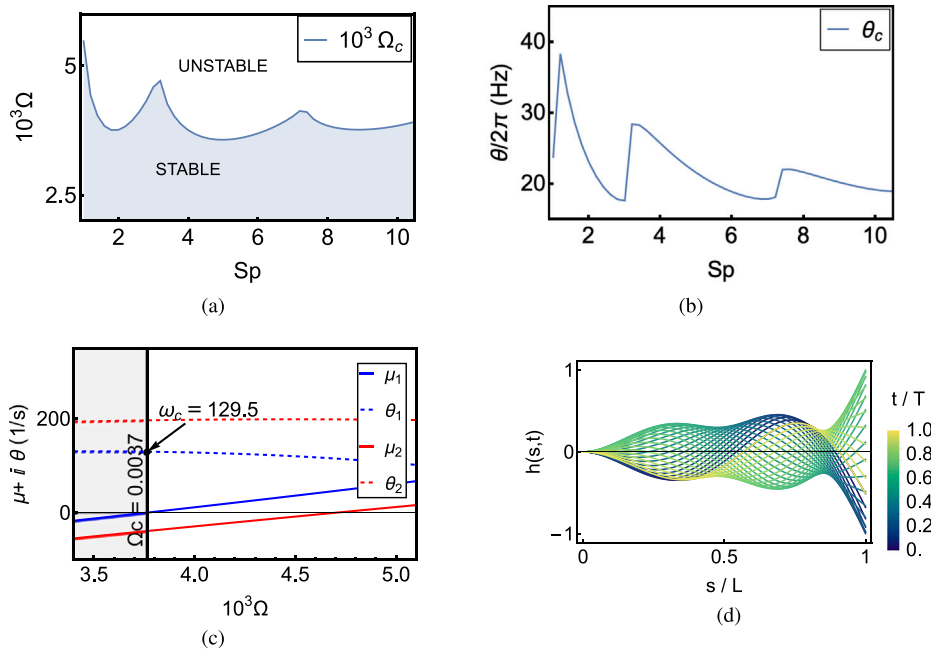 10³ Ω_c
UNSTABLE
STABLE
5
2.5
10³Ω
2 4 6 8 10
Sp
(a)
θ_c
40
30
20
θ/2π (Hz)
2 4 6 8 10
Sp
(b)
μ₁
θ₁
μ₂
θ₂
ω_c = 129.5
Ωc = 0.0037
200
0
μ+ i θ (1/s)
3.5 4.0 4.5 5.0
10³Ω
(c)
1
0
−1
h(s,t)
0 0.5 1
s / L
t / T
1.0
0.8
0.6
0.4
0.2
0.
(d)